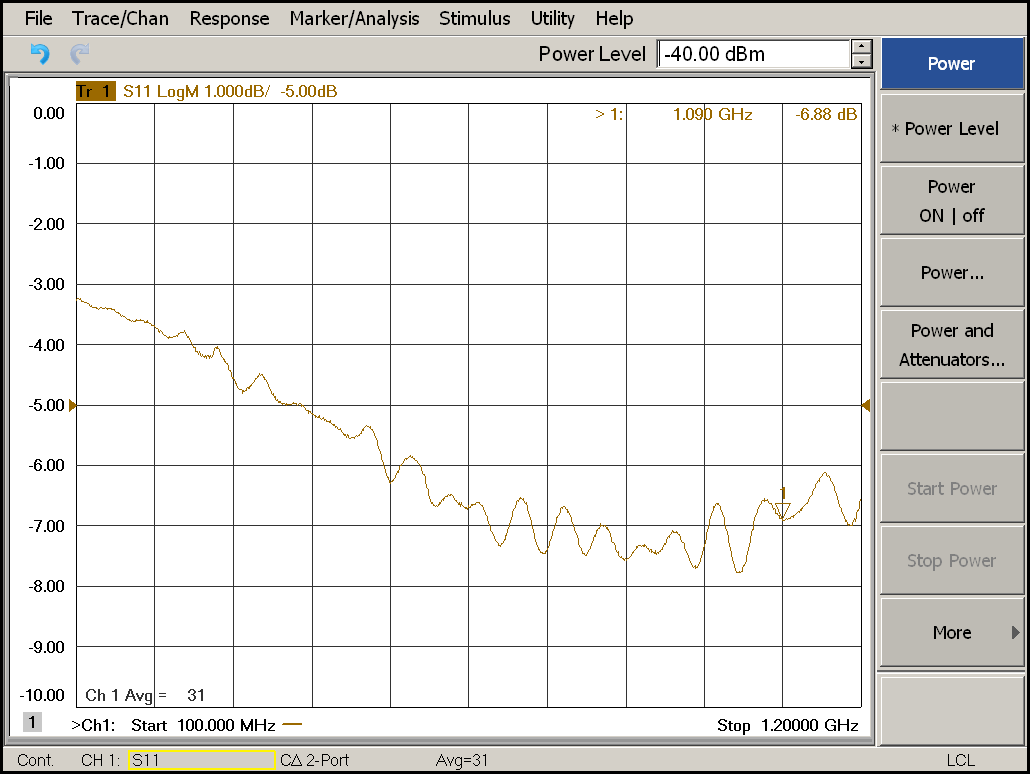 File Trace/Chan Response Marker/Analysis Stimulus Utility Help
Power Level -40.00 dBm
Power
Tr 1 S11 LogM 1.000dB/ -5.00dB
> 1: 1.090 GHz -6.88 dB
0.00
-1.00
-2.00
-3.00
-4.00
-5.00
-6.00
-7.00
-8.00
-9.00
-10.00
1
Ch 1 Avg = 31
1 >Ch1: Start 100.000 MHz
Stop 1.20000 GHz
* Power Level
Power
ON | off
Power...
Power and
Attenuators...
Start Power
Stop Power
More
Cont. CH 1: S11 C∆ 2-Port Avg=31 LCL